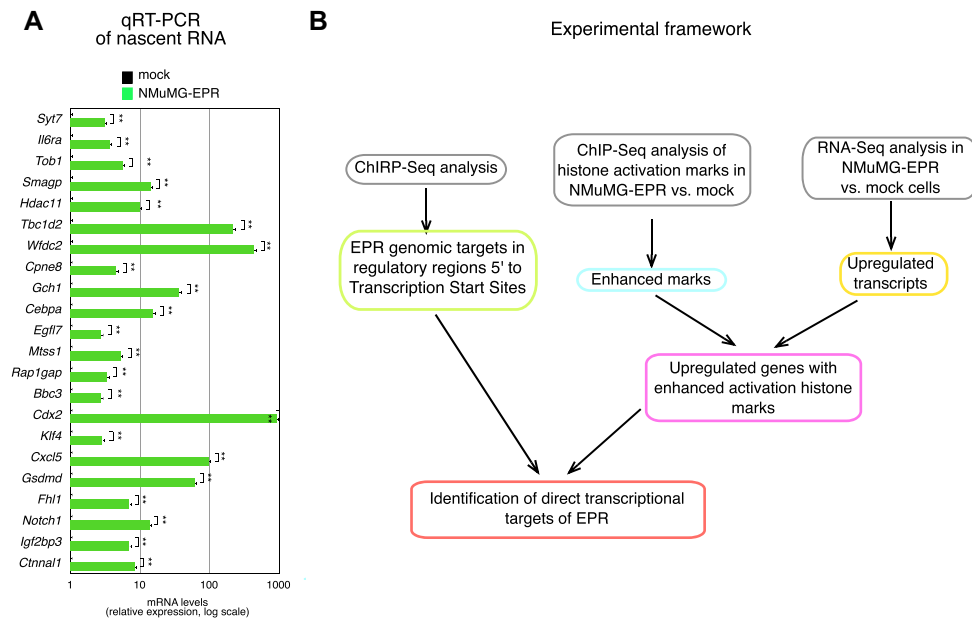 A
qRT-PCR
of nascent RNA
mock
NMuMG-EPR
Syt7
**
Il6ra
**
Tob1
**
Smagp
**
Hdac11
**
Tbc1d2
**
Wfdc2
**
Cpne8
**
Gch1
**
Cebpa
**
Egfl7
**
Mtss1
**
Rap1gap
**
Bbc3
**
Cdx2
**
Klf4
**
Cxcl5
**
Gsdmd
**
Fhl1
**
Notch1
**
Igf2bp3
**
Ctnnal1
**
1 10 100 1000
mRNA levels
(relative expression, log scale)
B
Experimental framework
ChIRP-Seq analysis
ChIP-Seq analysis of
histone activation marks in
NMuMG-EPR vs. mock
RNA-Seq analysis in
NMuMG-EPR
vs. mock cells
EPR genomic targets in
regulatory regions 5' to
Transcription Start Sites
Enhanced marks
Upregulated
transcripts
Upregulated genes with
enhanced activation histone
marks
Identification of direct transcriptional
targets of EPR